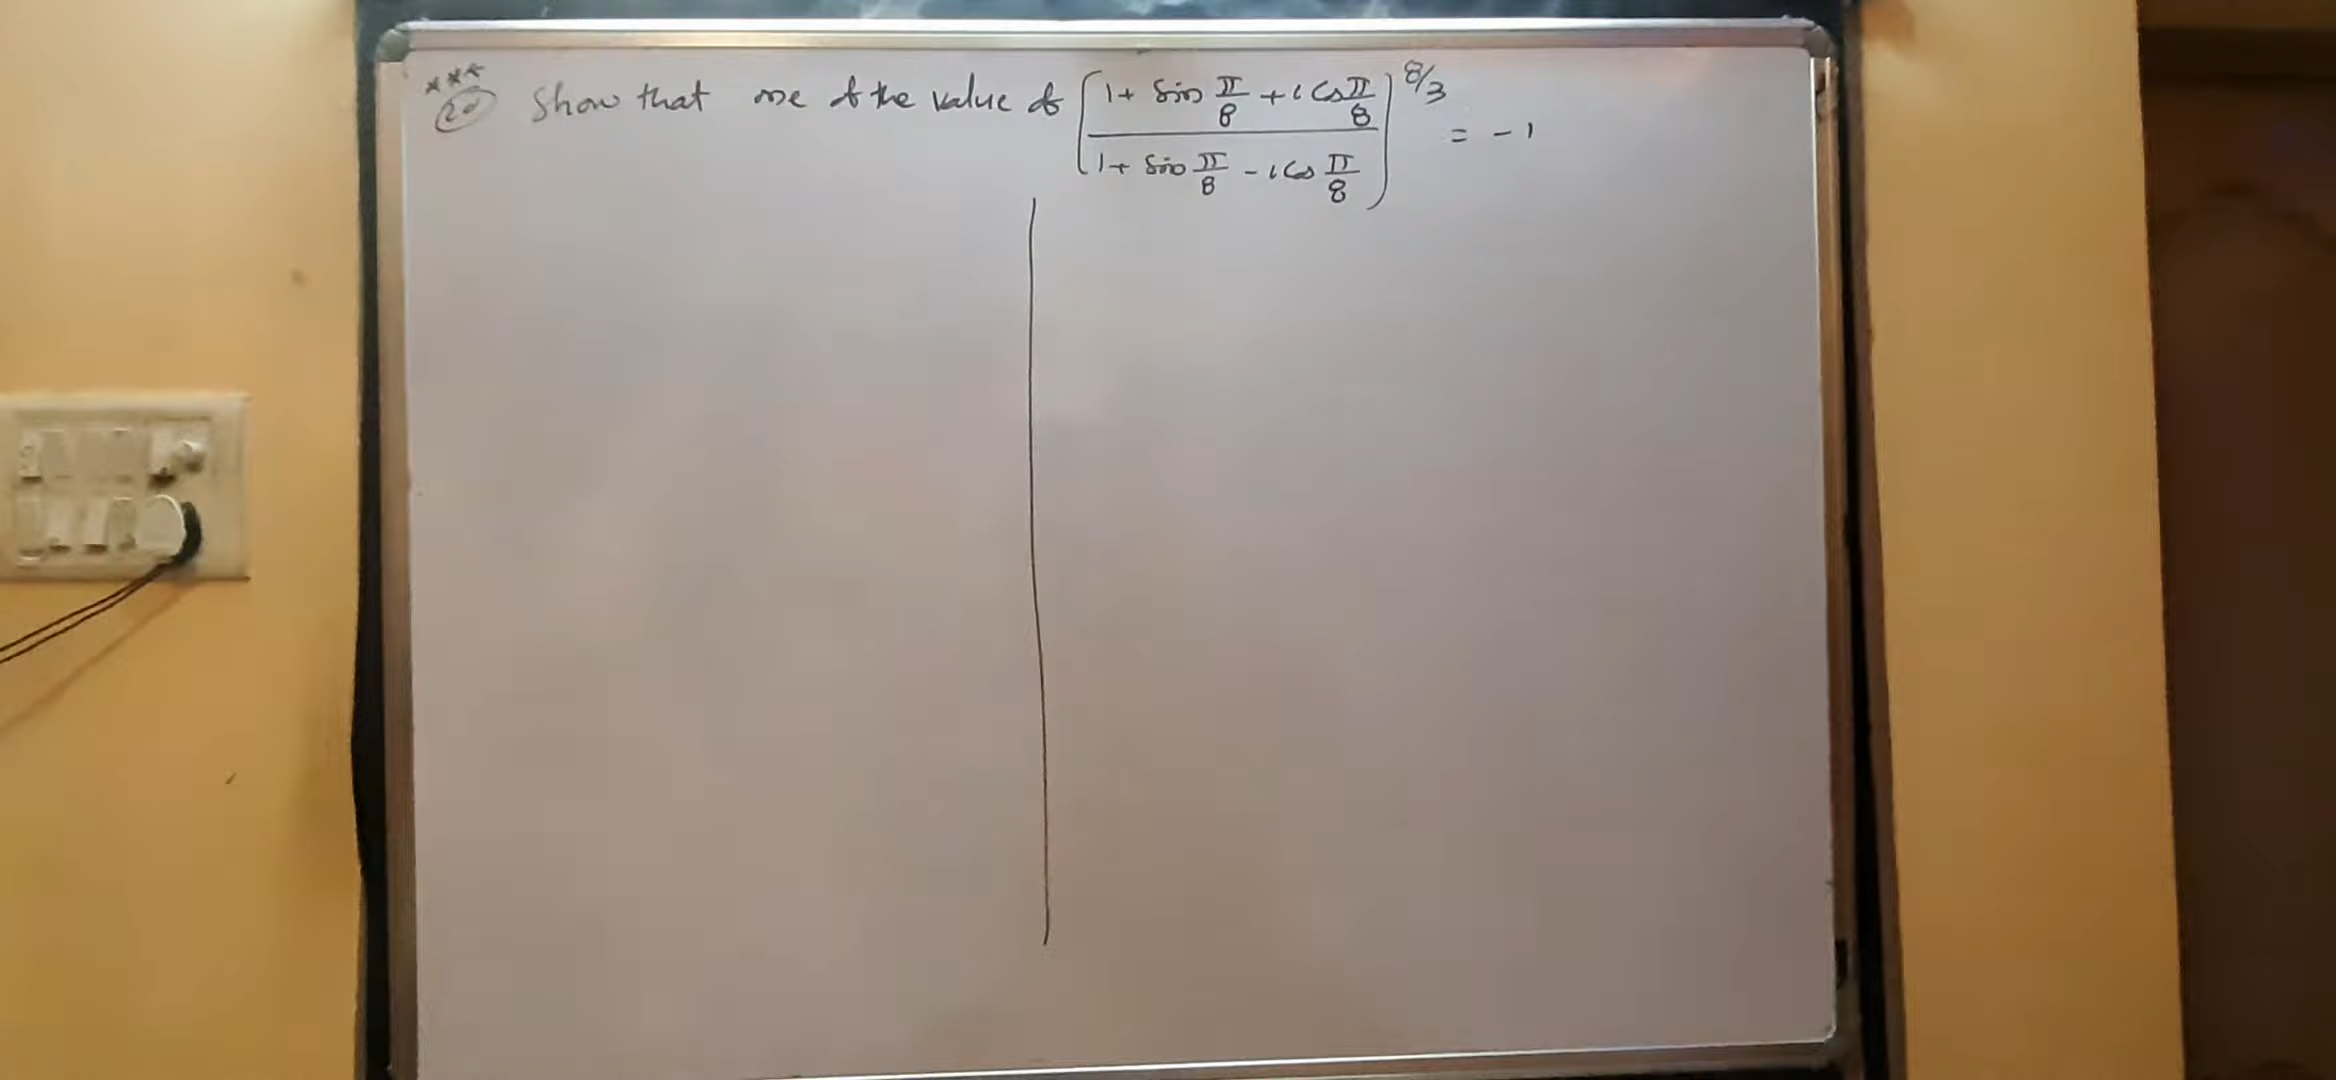 ***
20 Show that one of the value of [1 + Sin π/8 + i Cos π/8 / 1 + Sin π/8 - i Cos π/8]^8/3 = -1